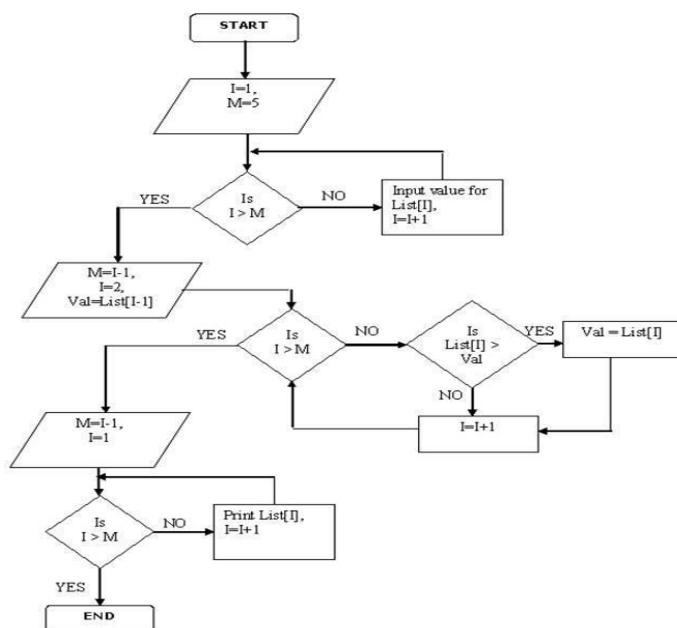 START
I=1,
M=5
Is
I > M
YES
NO
Input value for
List[I],
I=I+1
M=I-1,
I=2,
Val=List[I-1]
Is
I > M
YES
NO
Is
List[I] >
Val
YES
Val = List[I]
NO
I=I+1
M=I-1,
I=1
Is
I > M
NO
Print List[I],
I=I+1
YES
END